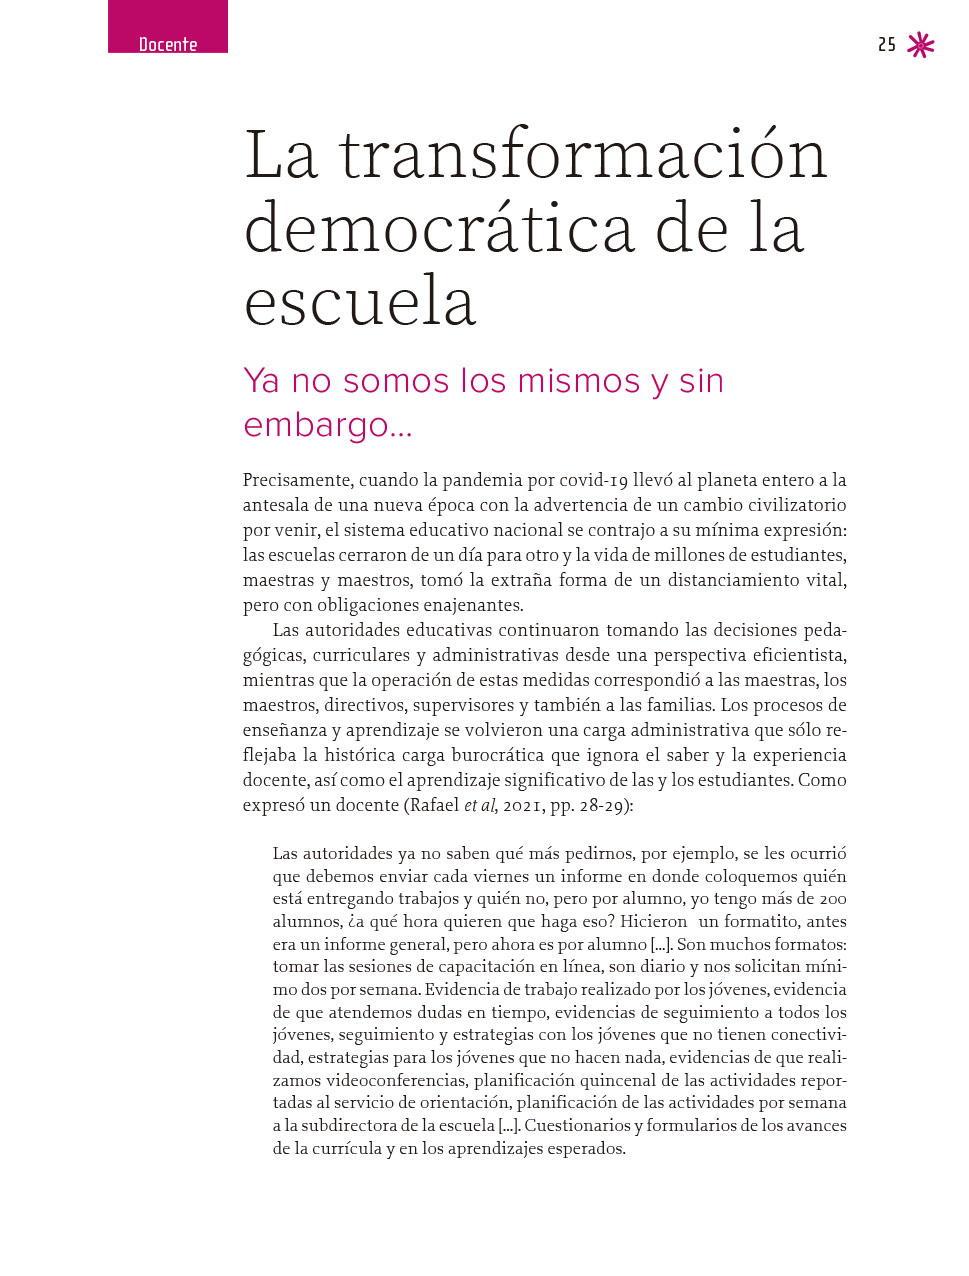 Docente
25
La transformación
democrática de la
escuela
Ya no somos los mismos y sin
embargo...
Precisamente, cuando la pandemia por covid-19 llevó al planeta entero a la
antesala de una nueva época con la advertencia de un cambio civilizatorio
por venir, el sistema educativo nacional se contrajo a su mínima expresión:
las escuelas cerraron de un día para otro y la vida de millones de estudiantes,
maestras y maestros, tomó la extraña forma de un distanciamiento vital,
pero con obligaciones enajenantes.
Las autoridades educativas continuaron tomando las decisiones peda-
gógicas, curriculares y administrativas desde una perspectiva eficientista,
mientras que la operación de estas medidas correspondió a las maestras, los
maestros, directivos, supervisores y también a las familias. Los procesos de
enseñanza y aprendizaje se volvieron una carga administrativa que sólo re-
flejaba la histórica carga burocrática que ignora el saber y la experiencia
docente, así como el aprendizaje significativo de las y los estudiantes. Como
expresó un docente (Rafael et al, 2021, pp. 28-29):
Las autoridades ya no saben qué más pedirnos, por ejemplo, se les ocurrió
que debemos enviar cada viernes un informe en donde coloquemos quién
está entregando trabajos y quién no, pero por alumno, yo tengo más de 200
alumnos, ¿a qué hora quieren que haga eso? Hicieron un formatito, antes
era un informe general, pero ahora es por alumno [...]. Son muchos formatos:
tomar las sesiones de capacitación en línea, son diario y nos solicitan míni-
mo dos por semana. Evidencia de trabajo realizado por los jóvenes, evidencia
de que atendemos dudas en tiempo, evidencias de seguimiento a todos los
jóvenes, seguimiento y estrategias con los jóvenes que no tienen conectivi-
dad, estrategias para los jóvenes que no hacen nada, evidencias de que reali-
zamos videoconferencias, planificación quincenal de las actividades repor-
tadas al servicio de orientación, planificación de las actividades por semana
a la subdirectora de la escuela [...]. Cuestionarios y formularios de los avances
de la currícula y en los aprendizajes esperados.